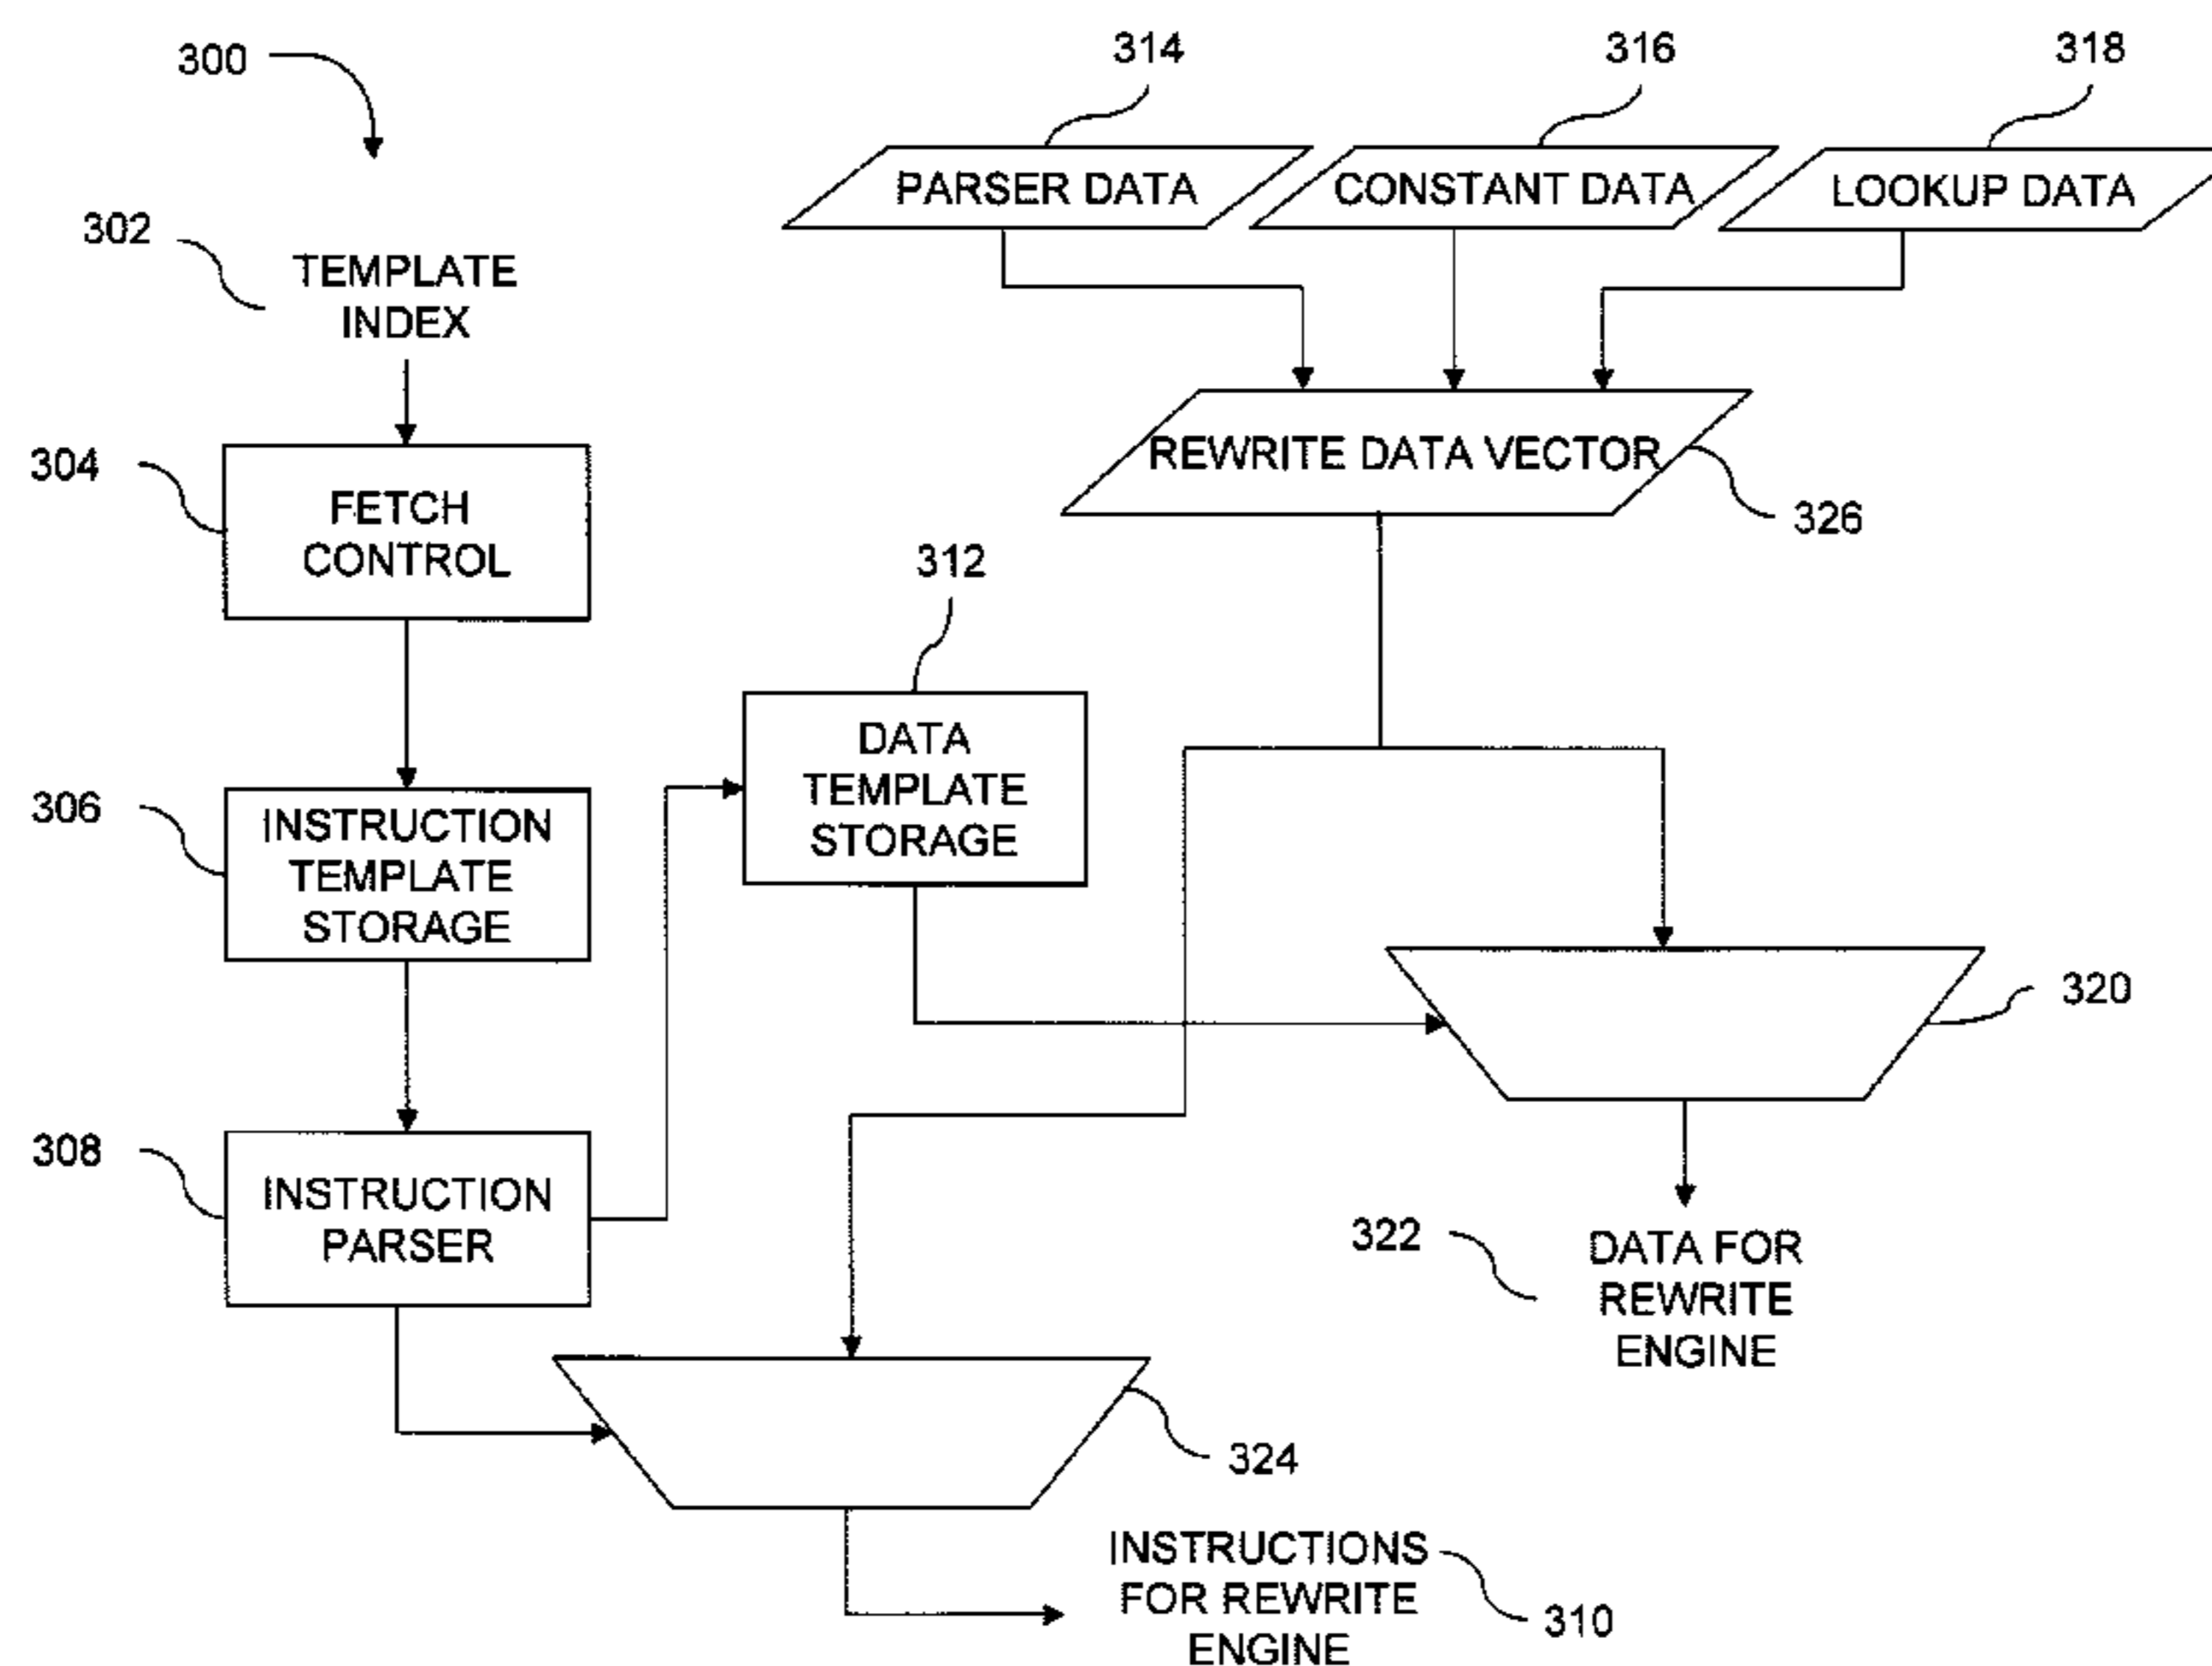 300
314
316
318
PARSER DATA
CONSTANT DATA
LOOKUP DATA
302
TEMPLATE
INDEX
304
FETCH
CONTROL
REWRITE DATA VECTOR
326
312
306
INSTRUCTION
TEMPLATE
STORAGE
DATA
TEMPLATE
STORAGE
320
308
INSTRUCTION
PARSER
322
DATA FOR
REWRITE
ENGINE
324
INSTRUCTIONS
FOR REWRITE
ENGINE
310